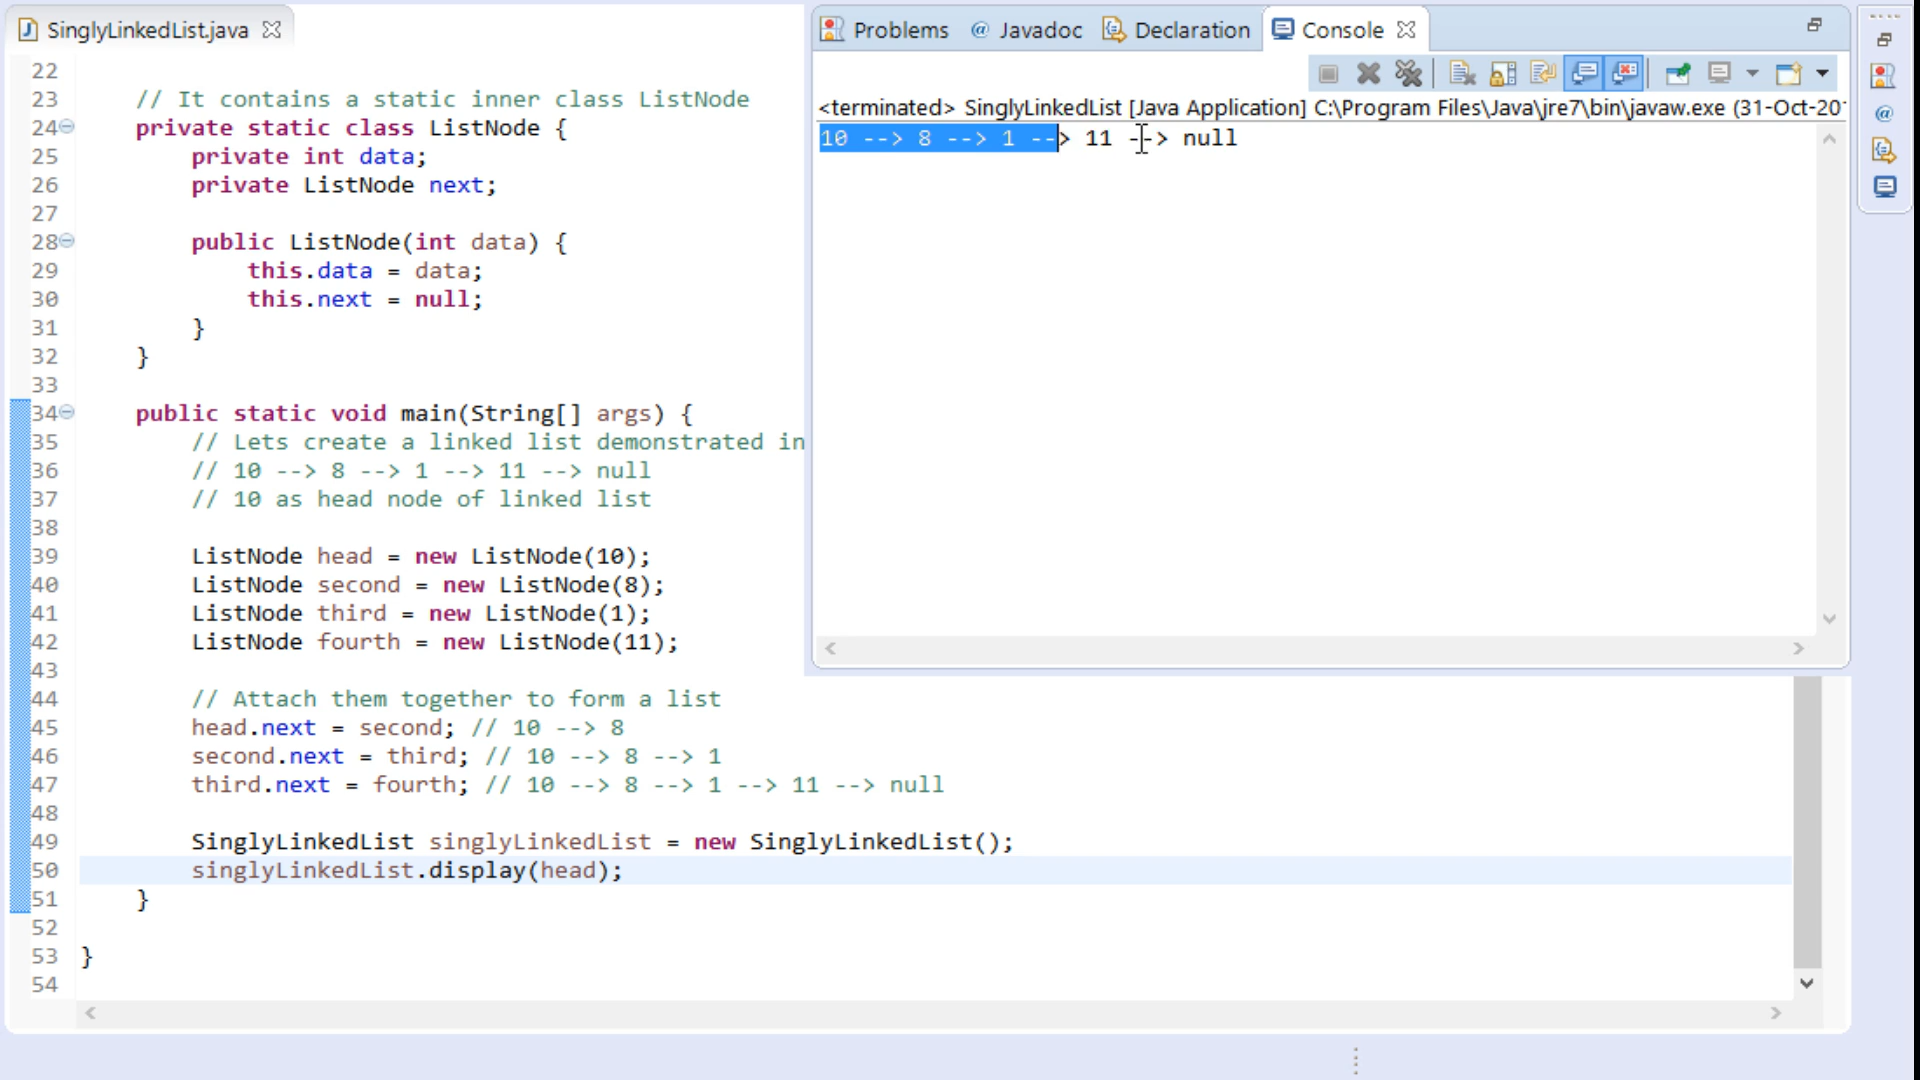 SinglyLinkedList.java
22
23 // It contains a static inner class ListNode
24 private static class ListNode {
25 private int data;
26 private ListNode next;
27
28 public ListNode(int data) {
29 this.data = data;
30 this.next = null;
31 }
32 }
33
34 public static void main(String[] args) {
35 // Lets create a linked list demonstrated in
36 // 10 --> 8 --> 1 --> 11 --> null
37 // 10 as head node of linked list
38
39 ListNode head = new ListNode(10);
40 ListNode second = new ListNode(8);
41 ListNode third = new ListNode(1);
42 ListNode fourth = new ListNode(11);
43
44 // Attach them together to form a list
45 head.next = second; // 10 --> 8
46 second.next = third; // 10 --> 8 --> 1
47 third.next = fourth; // 10 --> 8 --> 1 --> 11 --> null
48
49 SinglyLinkedList singlyLinkedList = new SinglyLinkedList();
50 singlyLinkedList.display(head);
51 }
52
53 }
54
Problems @ Javadoc Declaration Console
<terminated> SinglyLinkedList [Java Application] C:\Program Files\Java\jre7\bin\javaw.exe (31-Oct-20
10 --> 8 --> 1 --> 11 --> null